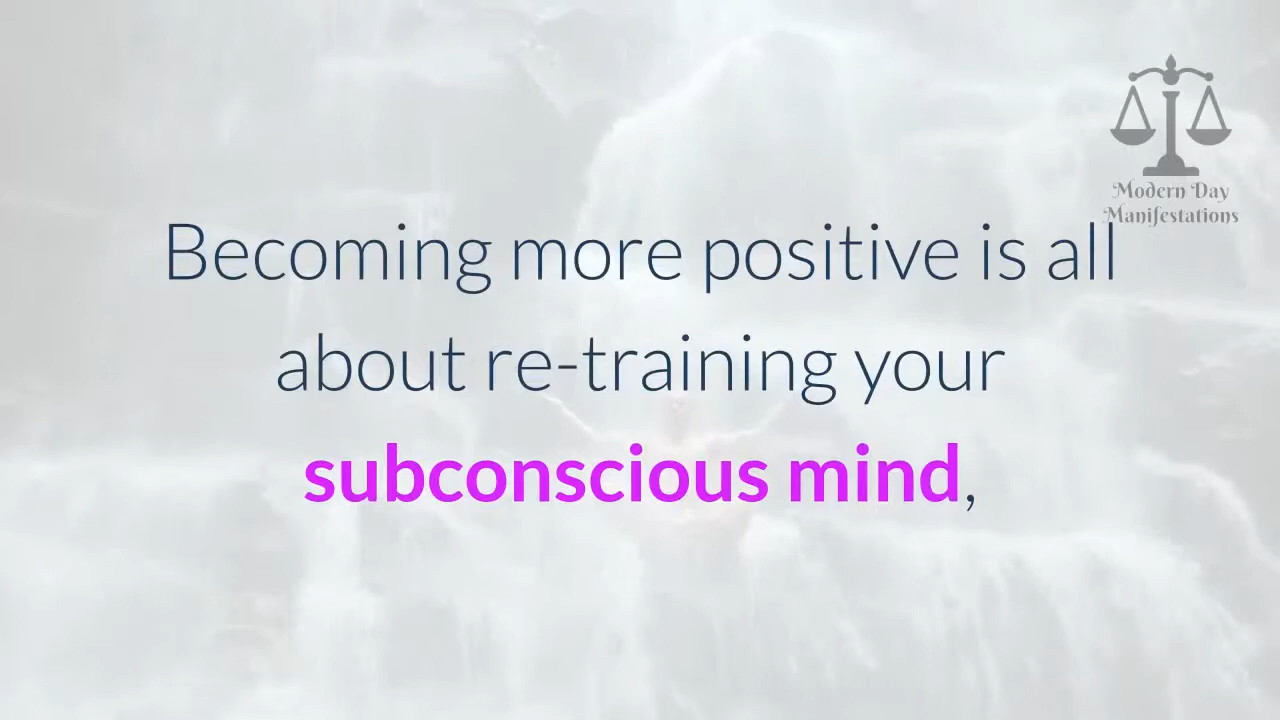 Modern Day
Manifestations
Becoming more positive is all
about re-training your
subconscious mind,